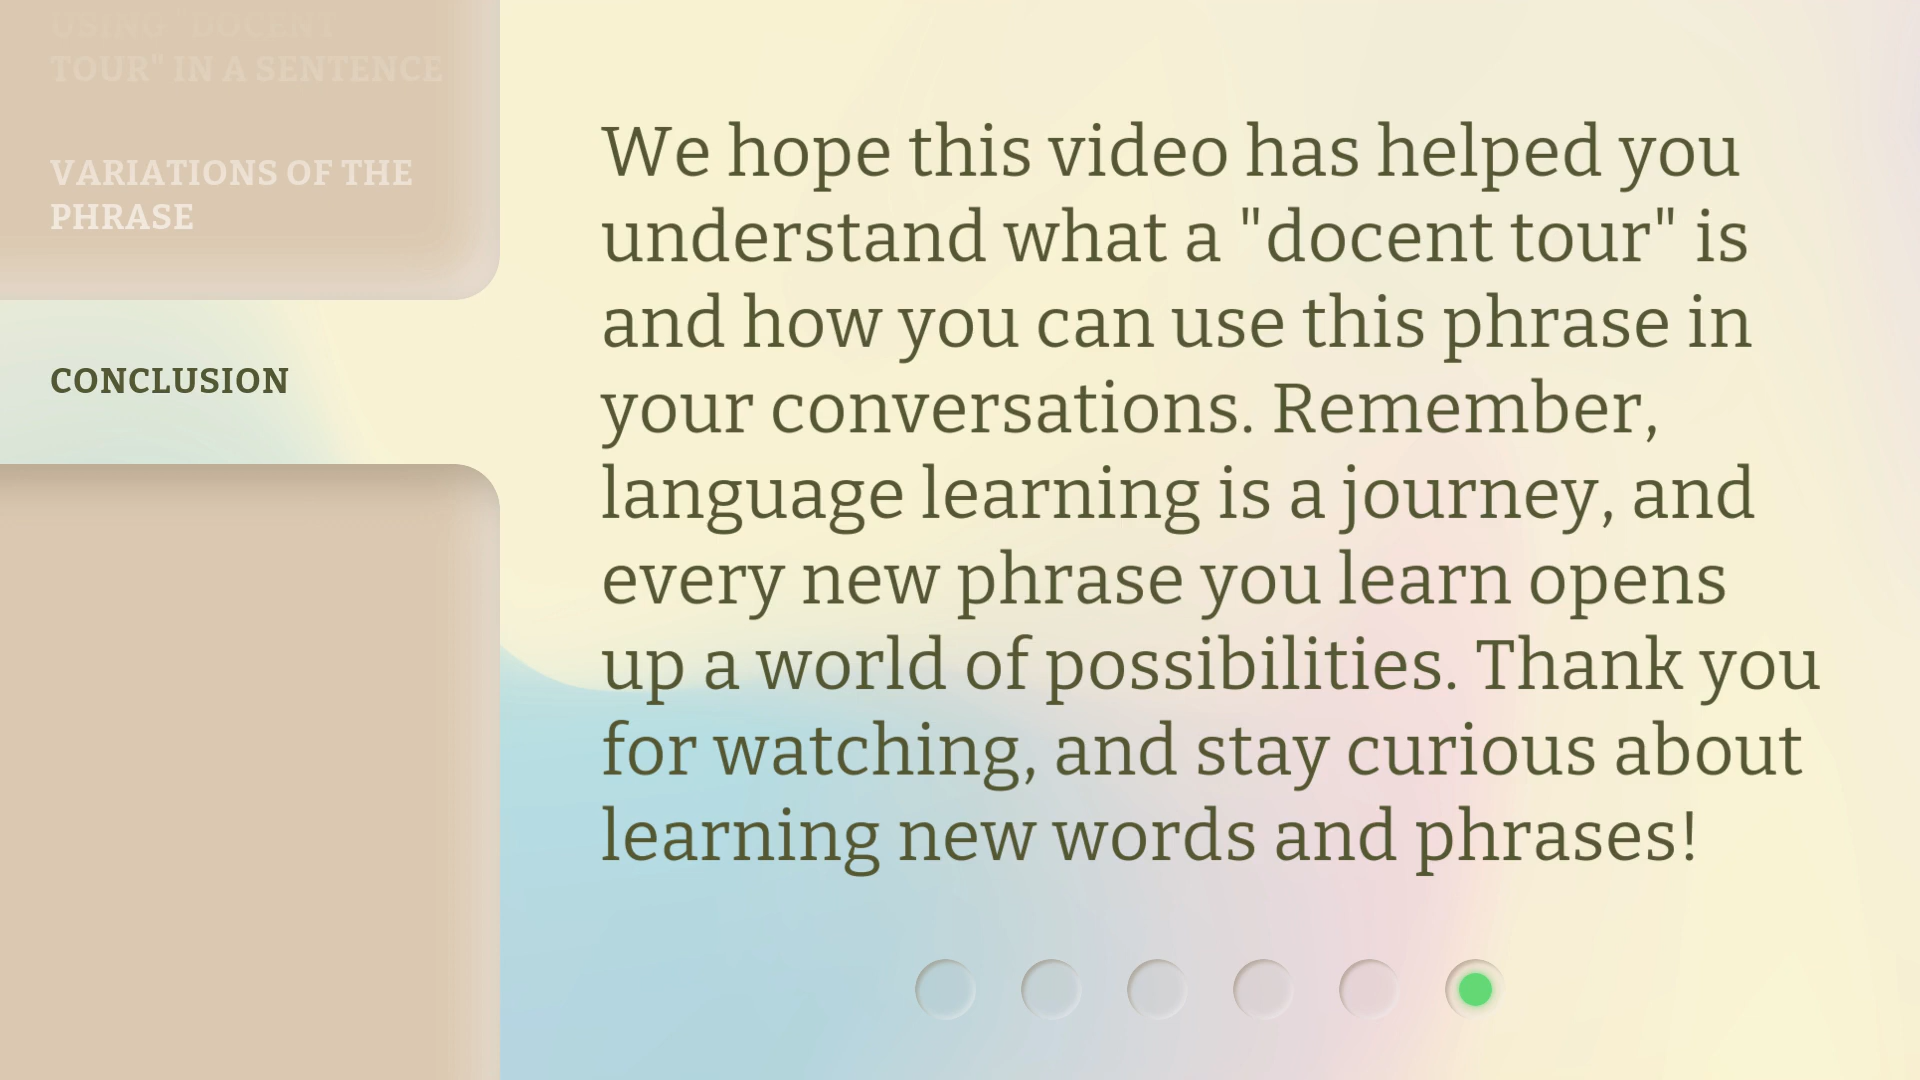 USING "DOCENT
TOUR" IN A SENTENCE
VARIATIONS OF THE
PHRASE
CONCLUSION
We hope this video has helped you
understand what a "docent tour" is
and how you can use this phrase in
your conversations. Remember,
language learning is a journey, and
every new phrase you learn opens
up a world of possibilities. Thank you
for watching, and stay curious about
learning new words and phrases!